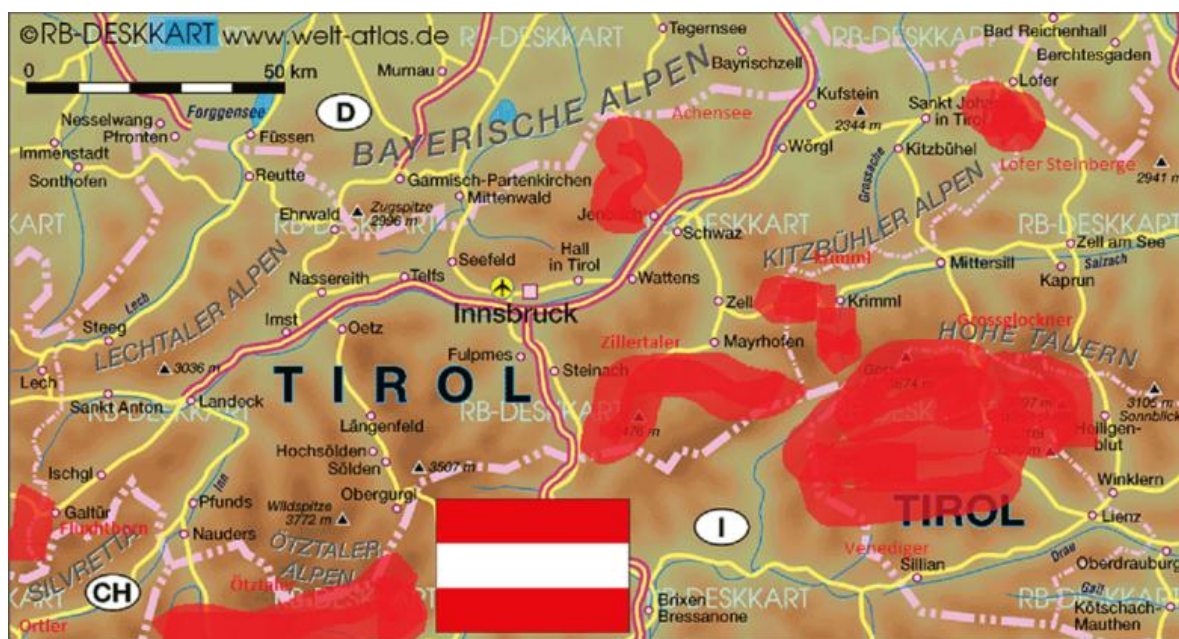 ©RB-DESKKART www.welt-atlas.de
RB-DESKKART
RB-DESKKART
0 50 km
Tegernsee
Bad Reichenhall
Berchtesgaden
Murnau
Bayrischzell
Lofer
Forggensee
D
Kufstein
2344 m
Nesselwang
Pfronten
Füssen
BAYERISCHE ALPEN
Achensee
Immenstadt
Sonthofen
Reutte
Wörgl
Kitzbühel
Grossache
Lofer Steinberge
2941 m
Garmisch-Partenkirchen
Mittenwald
Ehrwald
Zugspitze
2996 m
RB-DESKKART
KITZBÜHLER ALPEN
Schwaz
Zell am See
Seefeld
Hall
in Tirol
Mittersill
Salzach
Kaprun
Nassereith
Telfs
Wattens
Zell
Krimml
Lech
LECHTALER ALPEN
Steeg
Imst
Oetz
Innsbruck
Grossglockner
HOHE TAUERN
Zillertaler
Mayrhofen
Fulpmes
Steinach
Lech
3036 m
TIROL
3105 m
Sonnblick
Sankt Anton
Landeck
RB-DESKKART
Längenfeld
Heiligenblut
Hochsölden
Sölden
3507 m
Ischgl
Winklern
Inn
Pfunds
Obergurgl
Wildspitze
3772 m
Galtür
Fluchthorn
Nauders
I
TIROL
Lienz
SILVRETTA
ÖTZTALER
ALPEN
Venediger
Sillian
Drau
Oberdrauburg
CH
Ötztaler
Gail
Brixen
Bressanone
Kötschach-
Mauthen
Ortler